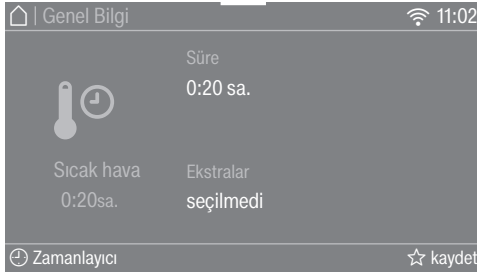 | Genel Bilgi
11:02
Süre
0:20 sa.
Sıcak hava
0:20sa.
Ekstralar
seçilmedi
Zamanlayıcı
kaydet